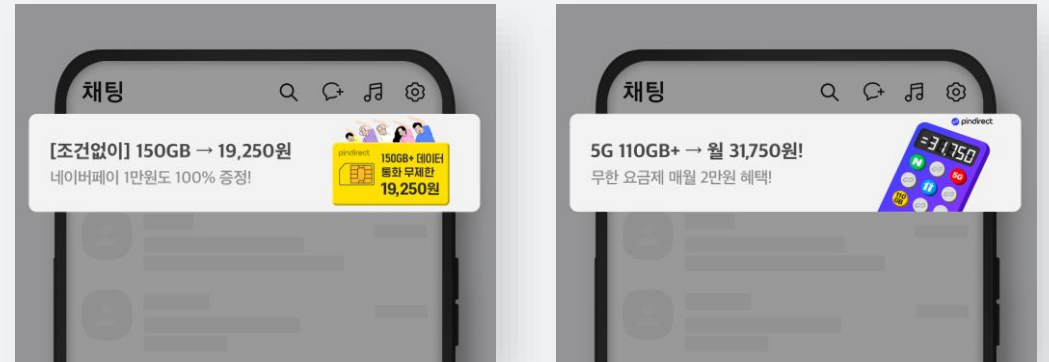 채팅
[조건없이] 150GB → 19,250원
네이버페이 1만원도 100% 증정!
pindirect
150GB+ 데이터
통화 무제한
19,250원
채팅
5G 110GB+ → 월 31,750원!
무한 요금제 매월 2만원 혜택!
pindirect
=31,750
N
5G
110
GB